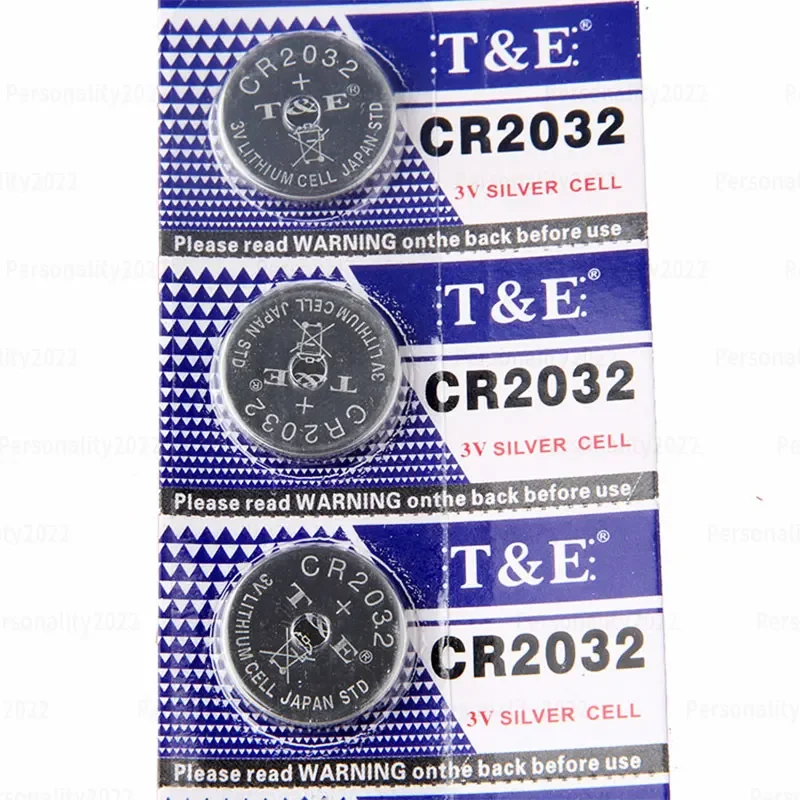 CR2032
+
T&E®
3V LITHIUM CELL JAPAN STD
T&E®
CR2032
3V SILVER CELL
Please read WARNING onthe back before use
CR2032
+
T&E®
3V LITHIUM CELL JAPAN STD
T&E®
CR2032
3V SILVER CELL
Please read WARNING onthe back before use
CR2032
+
T&E®
3V LITHIUM CELL JAPAN STD
T&E®
CR2032
3V SILVER CELL
Please read WARNING onthe back before use
Personality2022